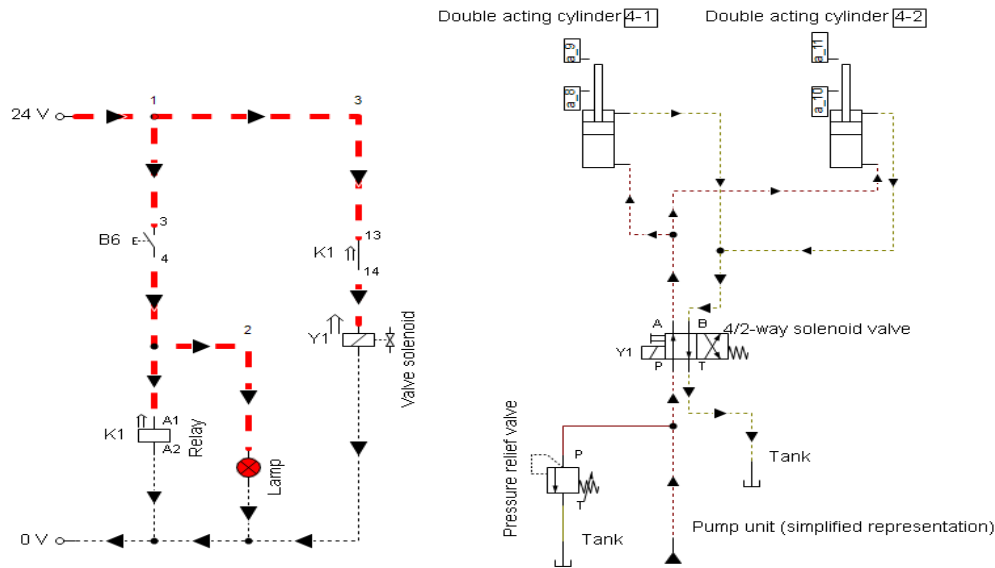 Double acting cylinder 4-1
Double acting cylinder 4-2
a_9
a_11
a_8
a_10
1
3
24 V
3
B6
4
13
K1
14
2
Y1
Valve solenoid
A
B
4/2-way solenoid valve
Y1
P
T
K1
A1
A2
Relay
Lamp
Pressure relief valve
P
T
Tank
Tank
Pump unit (simplified representation)
0 V